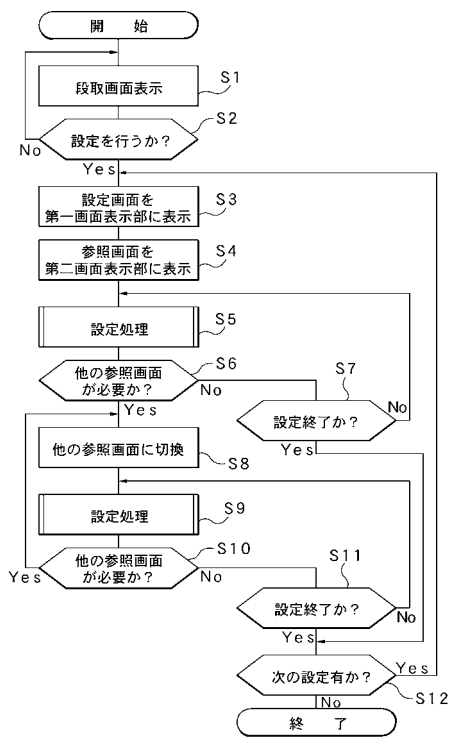 開 始
段取画面表示
S1
設定を行うか?
S2
No
Yes
設定画面を
第一画面表示部に表示
S3
参照画面を
第二画面表示部に表示
S4
設定処理
S5
他の参照画面
が必要か?
S6
No
Yes
設定終了か?
S7
No
Yes
他の参照画面に切換
S8
設定処理
S9
他の参照画面
が必要か?
S10
Yes
No
設定終了か?
S11
No
Yes
次の設定有か?
Yes
S12
No
終 了